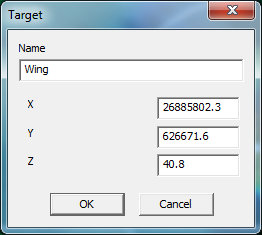 Target
Name
Wing
X 26885802.3
Y 626671.6
Z 40.8
OK Cancel